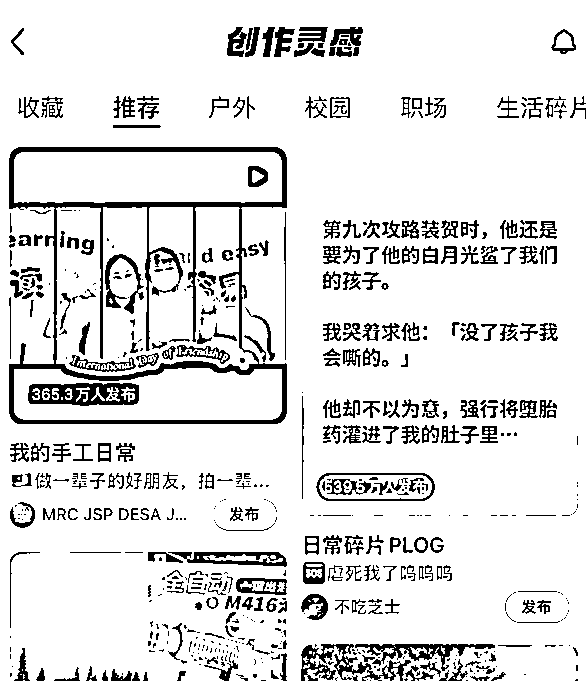 创作灵感
收藏 推荐 户外 校园 职场 生活碎片
earning
d easy
读
International Day of Friendship
365.3万人发布
我的手工日常
做一辈子的好朋友，拍一辈...
MRC JSP DESA J... 发布
第九次攻路装贺时，他还是
要为了他的白月光鲨了我们
的孩子。
我哭着求他：「没了孩子我
会嘶的。」
他却不以为意，强行将堕胎
药灌进了我的肚子里…
539.5万人发布
日常碎片PLOG
虐死我了呜呜呜
不吃芝士 发布
全自动
M416